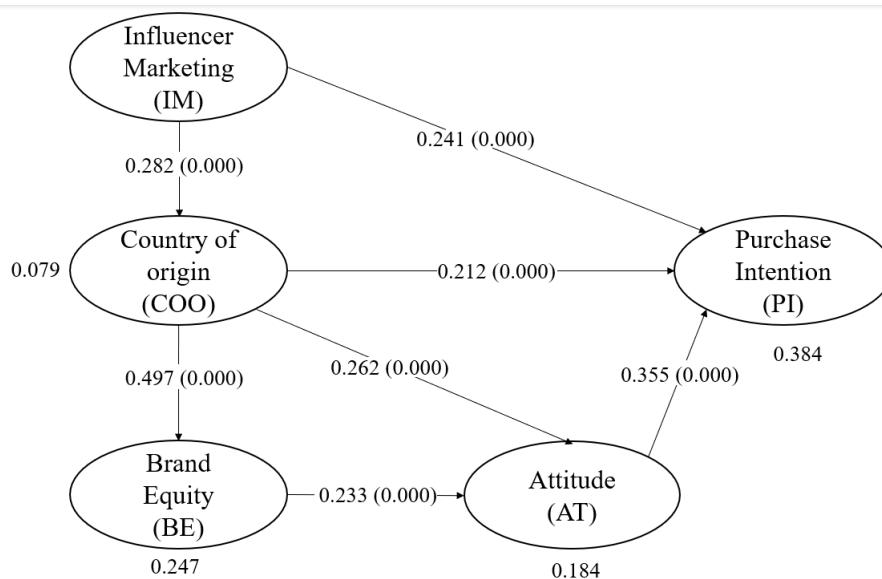 Influencer
Marketing
(IM)
0.241 (0.000)
0.282 (0.000)
Country of
origin
(COO)
0.079
0.212 (0.000)
Purchase
Intention
(PI)
0.384
0.262 (0.000)
0.355 (0.000)
0.497 (0.000)
Brand
Equity
(BE)
0.247
0.233 (0.000)
Attitude
(AT)
0.184